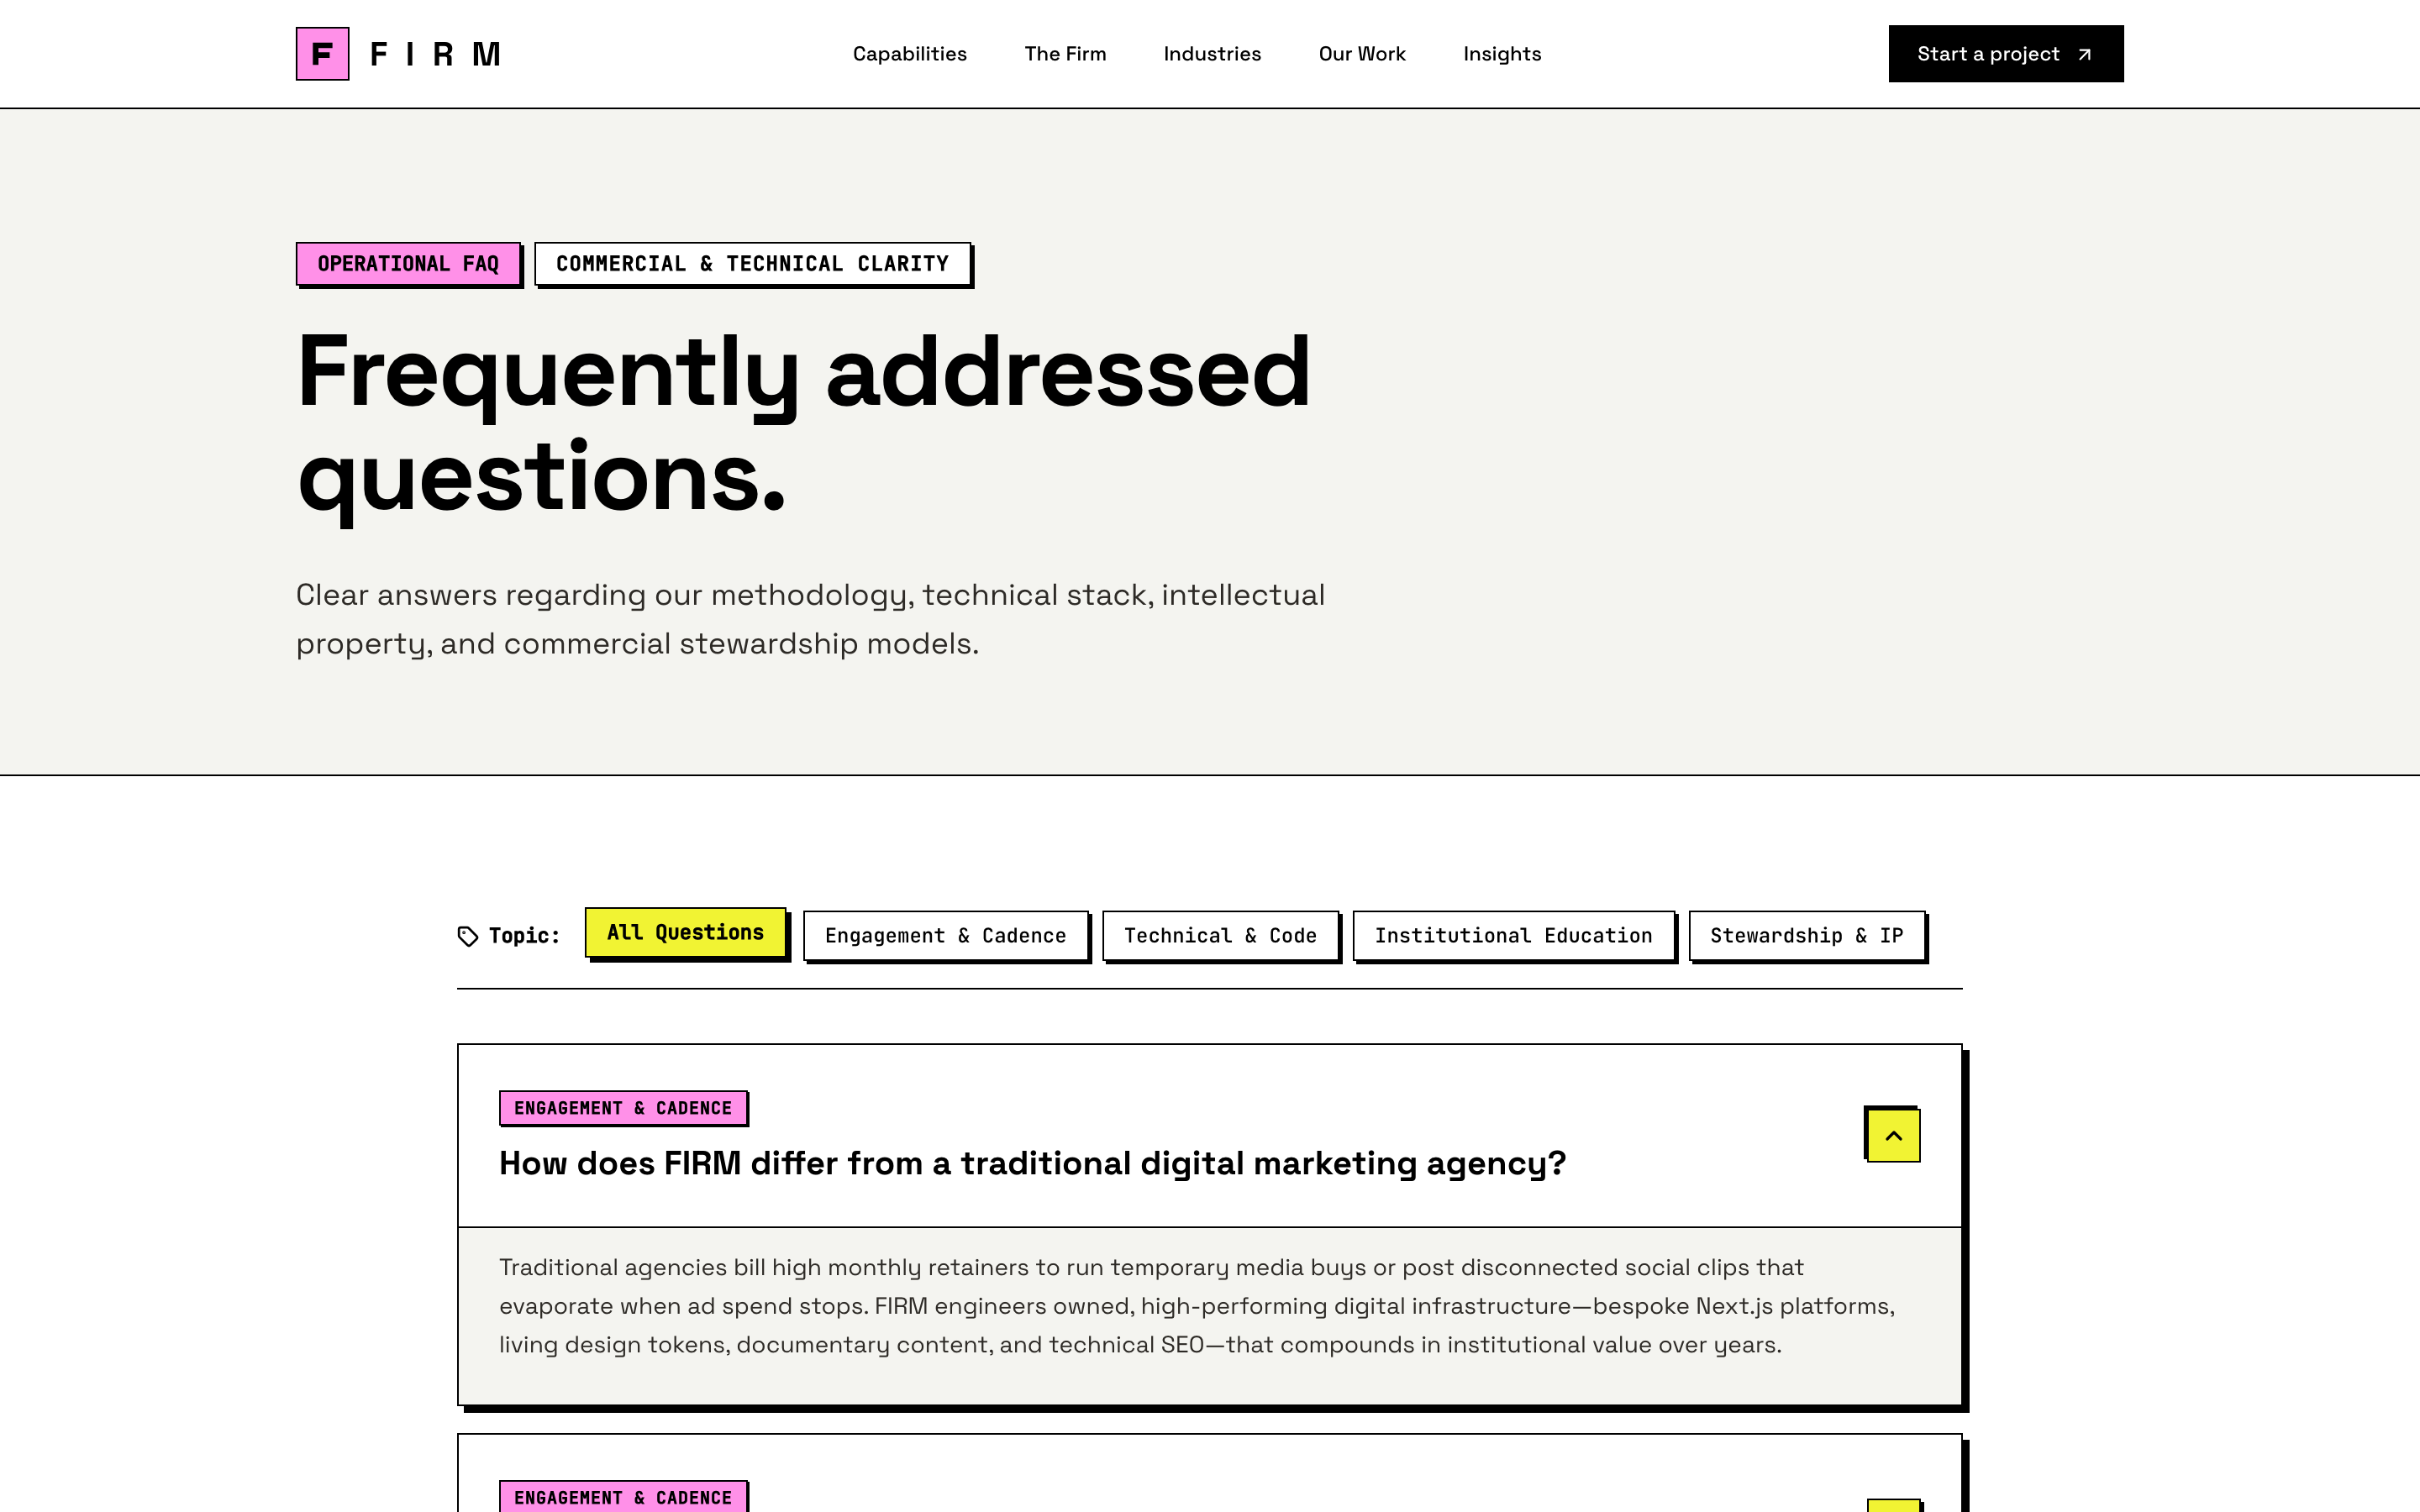 F FIRM
Capabilities The Firm Industries Our Work Insights
Start a project
OPERATIONAL FAQ COMMERCIAL & TECHNICAL CLARITY
Frequently addressed
questions.
Clear answers regarding our methodology, technical stack, intellectual
property, and commercial stewardship models.
Topic: All Questions Engagement & Cadence Technical & Code Institutional Education Stewardship & IP
ENGAGEMENT & CADENCE
How does FIRM differ from a traditional digital marketing agency?
Traditional agencies bill high monthly retainers to run temporary media buys or post disconnected social clips that
evaporate when ad spend stops. FIRM engineers owned, high-performing digital infrastructure—bespoke Next.js platforms,
living design tokens, documentary content, and technical SEO—that compounds in institutional value over years.
ENGAGEMENT & CADENCE